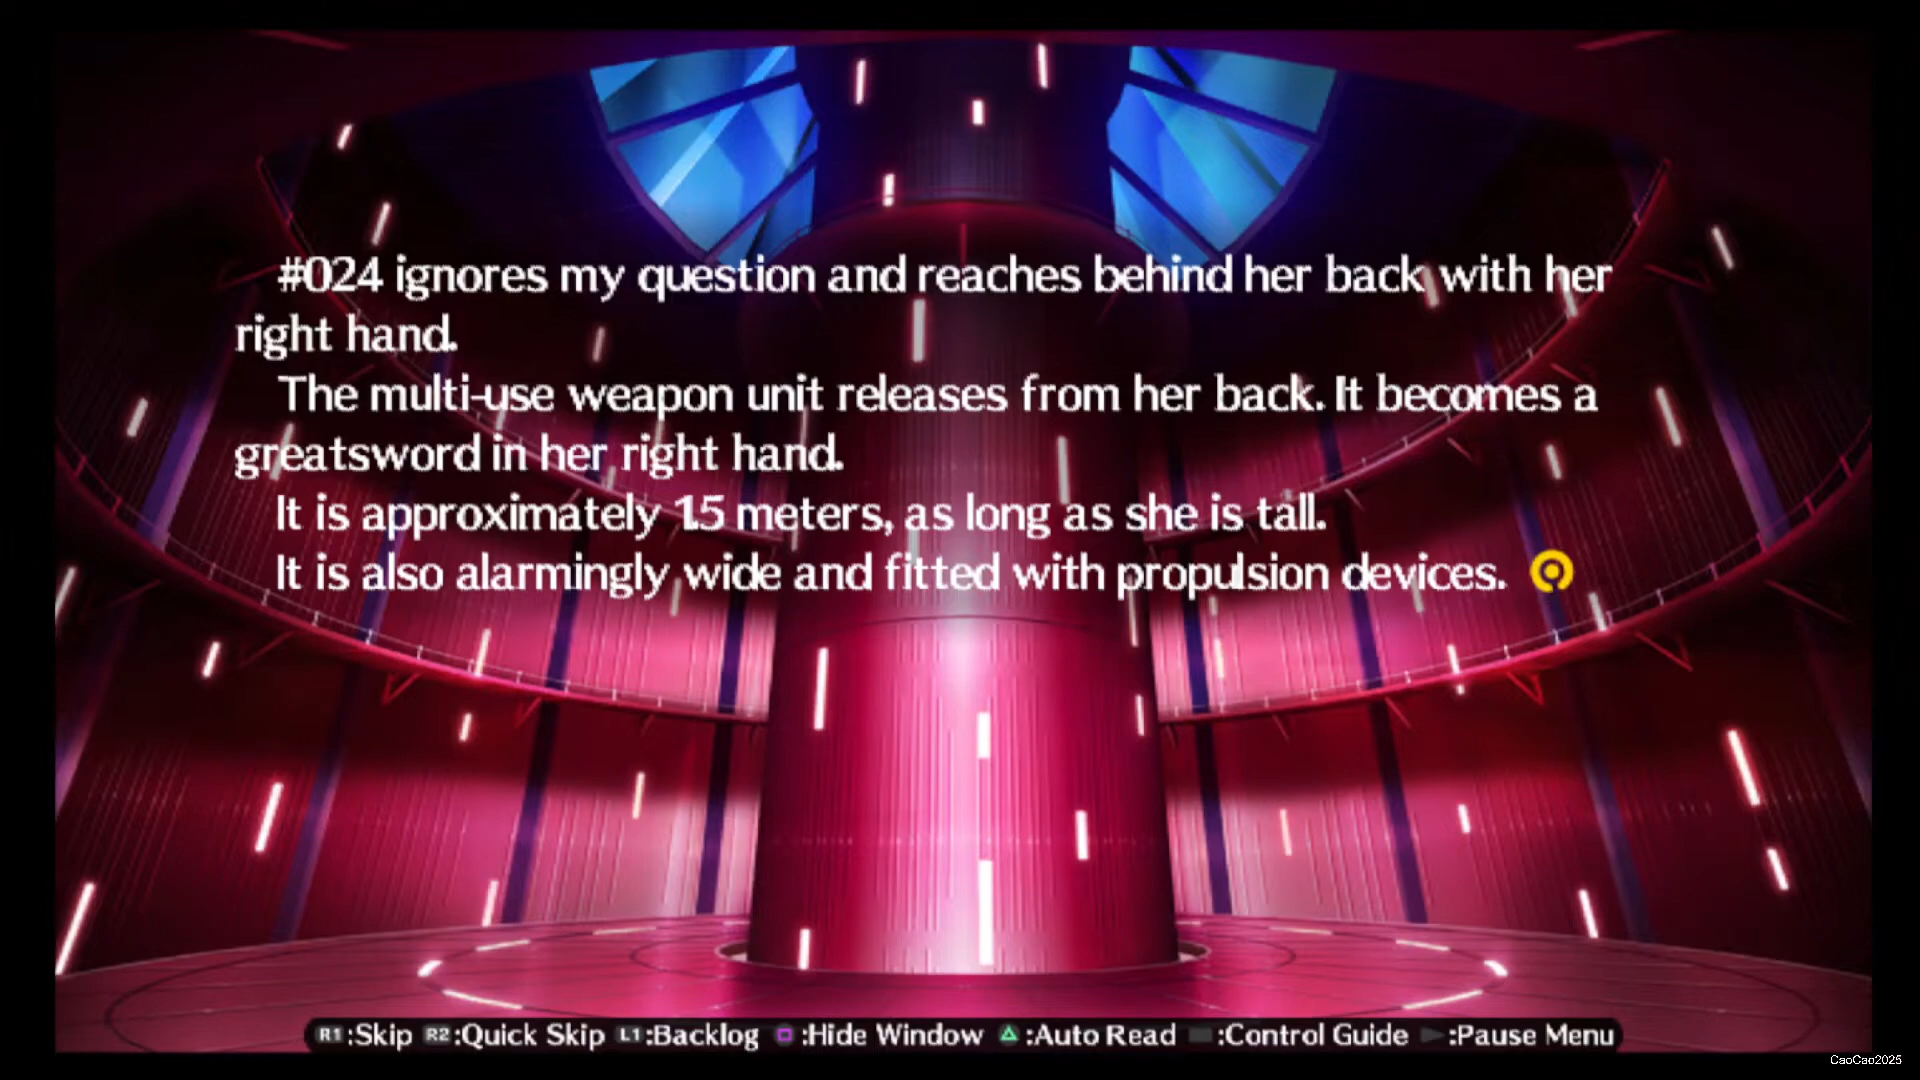 #024 ignores my question and reaches behind her back with her
right hand.
The multi-use weapon unit releases from her back. It becomes a
greatsword in her right hand.
It is approximately 1.5 meters, as long as she is tall.
It is also alarmingly wide and fitted with propulsion devices.
R1:Skip R2:Quick Skip L1:Backlog :Hide Window :Auto Read :Control Guide :Pause Menu
CaoCao2025